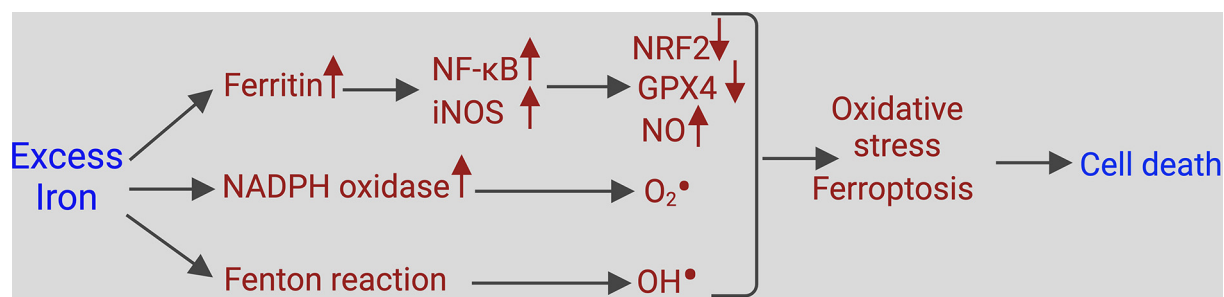 Excess
Iron
Ferritin
NF-κB
iNOS
NRF2
GPX4
NO
NADPH oxidase
O₂•
Fenton reaction
OH•
Oxidative
stress
Ferroptosis
Cell death